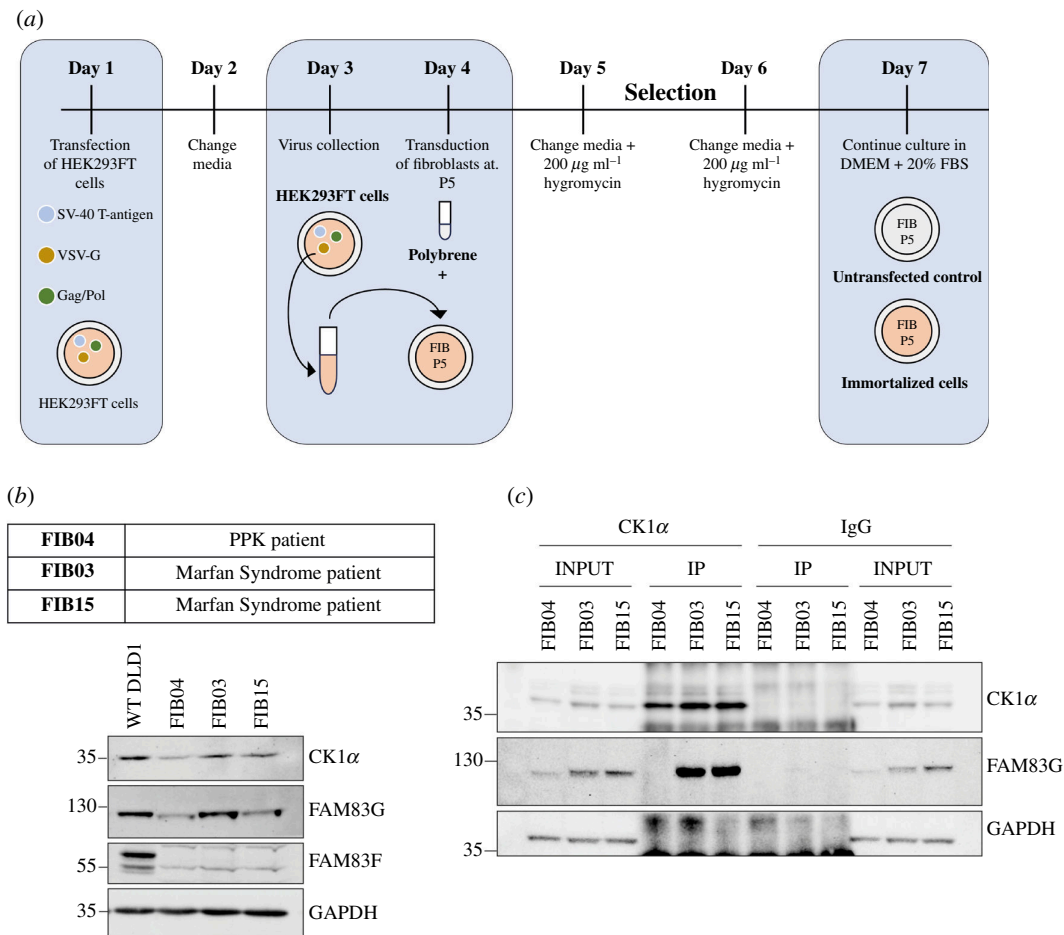 (a)
Day 1
Day 2
Day 3
Day 4
Day 5
Day 6
Day 7
Selection
Transfection
of HEK293FT
cells
Change
media
Virus collection
Transduction
of fibroblasts at.
P5
Change media +
200 µg ml⁻¹
hygromycin
Change media +
200 µg ml⁻¹
hygromycin
Continue culture in
DMEM + 20% FBS
SV-40 T-antigen
VSV-G
Gag/Pol
HEK293FT cells
HEK293FT cells
Polybrene
+
FIB
P5
FIB
P5
Untransfected control
FIB
P5
Immortalized cells
(b)
FIB04 PPK patient
FIB03 Marfan Syndrome patient
FIB15 Marfan Syndrome patient
WT DLD1
FIB04
FIB03
FIB15
35 CK1α
130 FAM83G
55 FAM83F
35 GAPDH
(c)
CK1α IgG
INPUT IP IP INPUT
FIB04 FIB03 FIB15 FIB04 FIB03 FIB15 FIB04 FIB03 FIB15 FIB04 FIB03 FIB15
35 CK1α
130 FAM83G
35 GAPDH